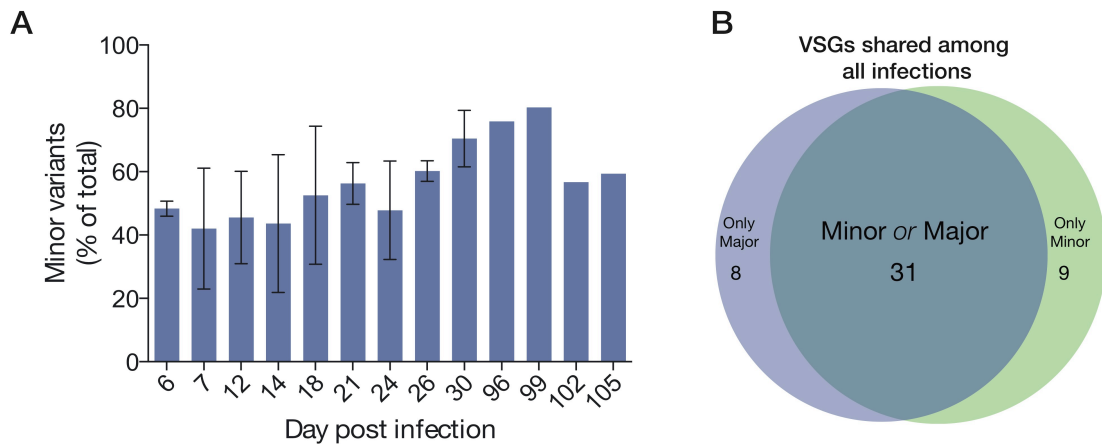 A
Minor variants
(% of total)
100
80
60
40
20
0
6 7 12 14 18 21 24 26 30 96 99 102 105
Day post infection
B
VSGs shared among
all infections
Only
Major
8
Minor or Major
31
Only
Minor
9